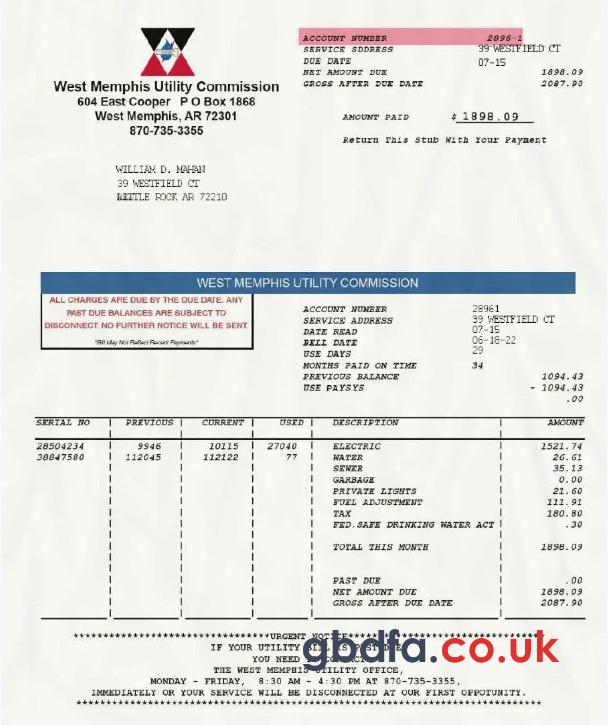 West Memphis Utility Commission
604 East Cooper P O Box 1868
West Memphis, AR 72301
870-735-3355
ACCOUNT NUMBER 2896-1
SERVICE SDDRESS 39 WESTFIELD CT
DUE DATE 07-15
NET AMOUNT DUE 1898.09
GROSS AFTER DUE DATE 2087.90
AMOUNT PAID $ 1898.09
Return This Stub With Your Payment
WILLIAM D. MAHAN
39 WESTFIELD CT
LITTLE ROCK AR 72210
WEST MEMPHIS UTILITY COMMISSION
ALL CHARGES ARE DUE BY THE DUE DATE. ANY
PAST DUE BALANCES ARE SUBJECT TO
DISCONNECT. NO FURTHER NOTICE WILL BE SENT.
"Bill May Not Reflect Recent Payments"
ACCOUNT NUMBER 28961
SERVICE ADDRESS 39 WESTFIELD CT
DATE READ 07-15
BELL DATE 06-18-22
USE DAYS 29
MONTHS PAID ON TIME 34
PREVIOUS BALANCE 1094.43
USE PAYSYS - 1094.43
.00
SERIAL NO PREVIOUS CURRENT USED DESCRIPTION AMOUNT
28504234 9946 10115 27040 ELECTRIC 1521.74
38847580 112045 112122 77 WATER 26.61
SEWER 35.13
GARBAGE 0.00
PRIVATE LIGHTS 21.60
FUEL ADJUSTMENT 111.91
TAX 180.80
FED.SAFE DRINKING WATER ACT .30
TOTAL THIS MONTH 1898.09
PAST DUE .00
NET AMOUNT DUE 1898.09
GROSS AFTER DUE DATE 2087.90
***********************************URGENT NOTICE***********************************
IF YOUR UTILITY BILL IS PAST DUE
YOU NEED TO CONTACT
THE WEST MEMPHIS UTILITY OFFICE,
MONDAY - FRIDAY, 8:30 AM - 4:30 PM AT 870-735-3355,
IMMEDIATELY OR YOUR SERVICE WILL BE DISCONNECTED AT OUR FIRST OPPOTUNITY.
************************************************************************************
gbdfa.co.uk